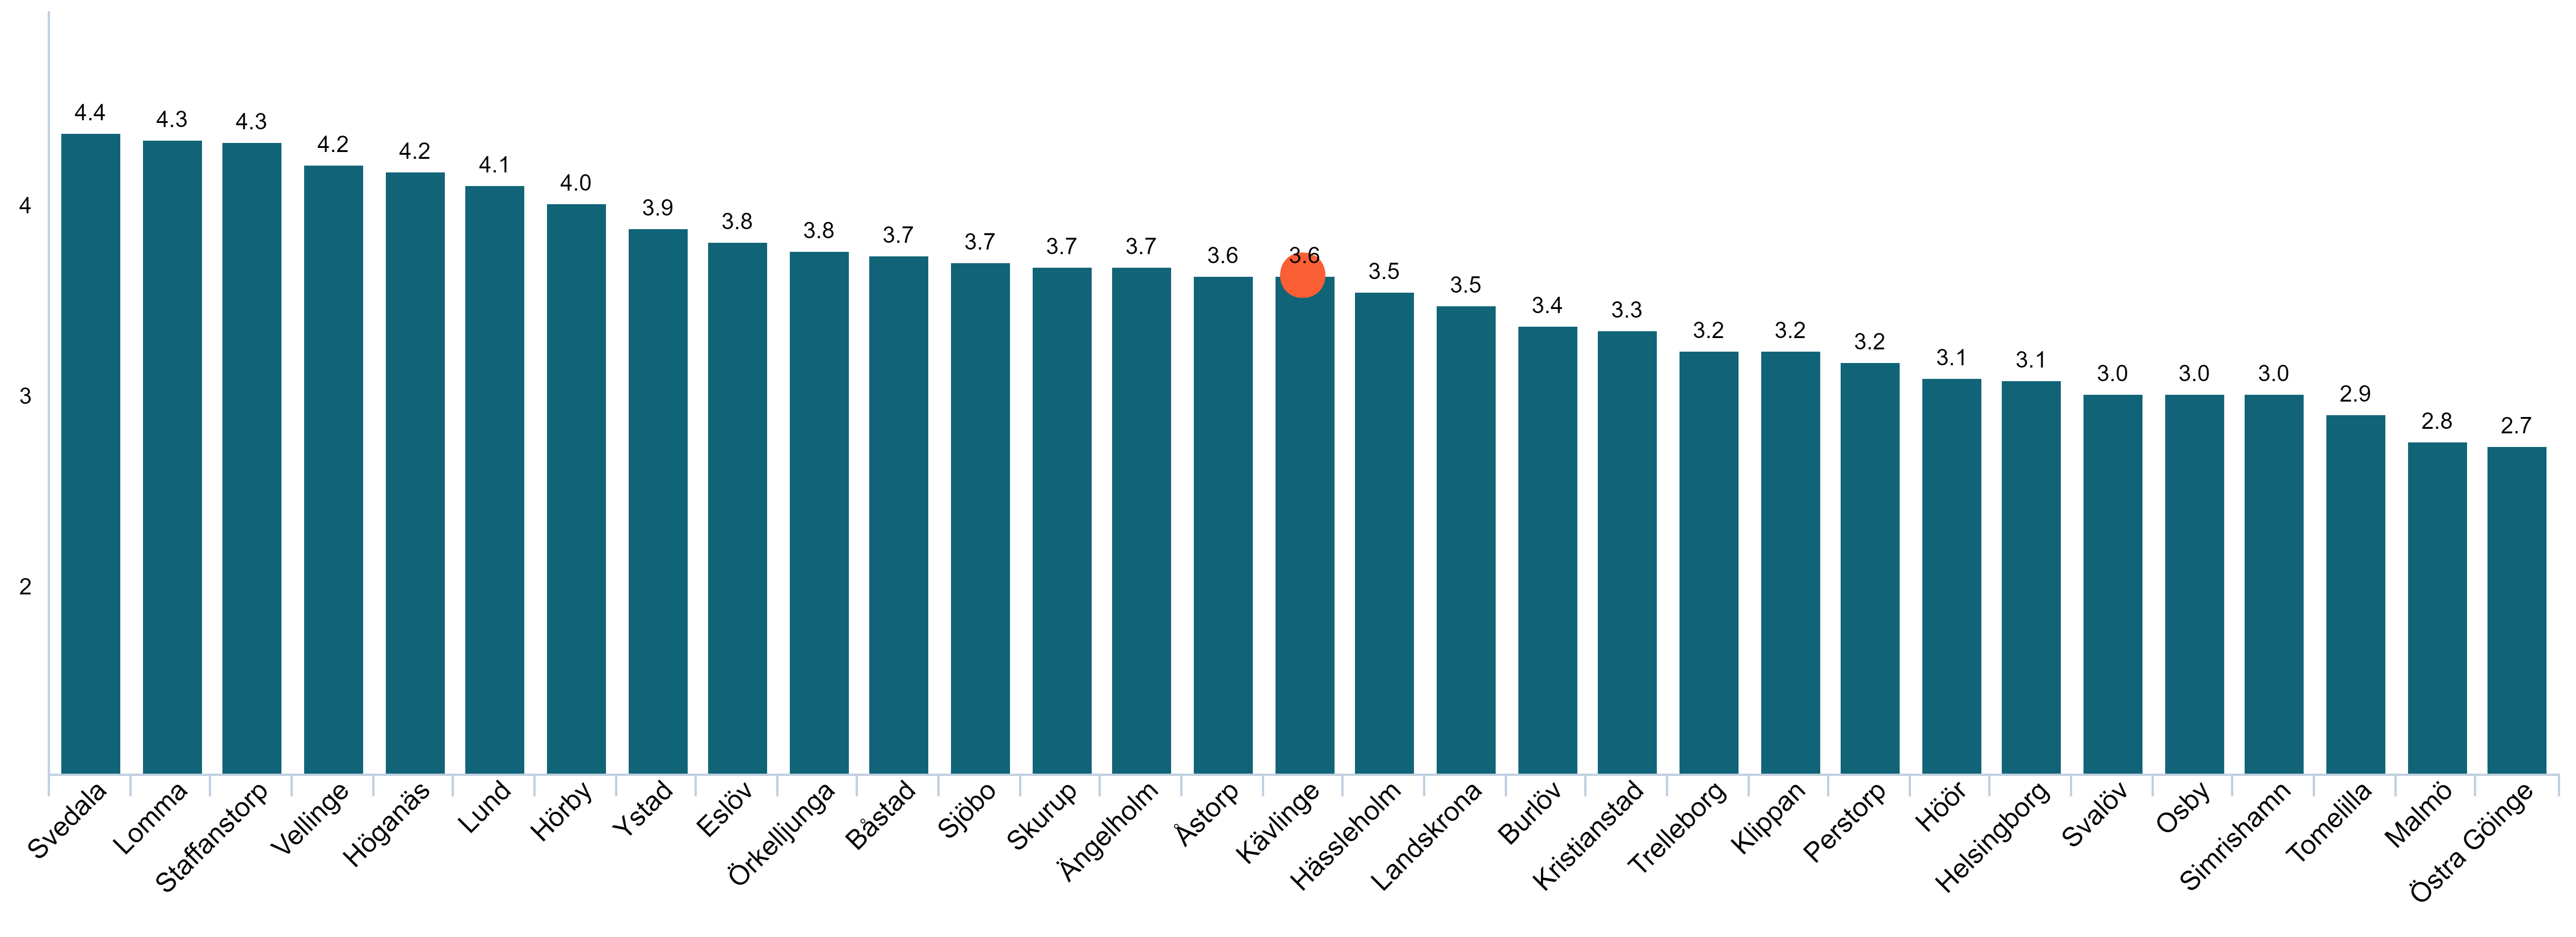 4.4
4.3
4.3
4.2
4.2
4.1
4.0
3.9
3.8
3.8
3.7
3.7
3.7
3.7
3.6
3.6
3.5
3.5
3.4
3.3
3.2
3.2
3.2
3.1
3.1
3.0
3.0
3.0
2.9
2.8
2.7
4
3
2
Svedala
Lomma
Staffanstorp
Vellinge
Höganäs
Lund
Hörby
Ystad
Eslöv
Örkelljunga
Båstad
Sjöbo
Skurup
Ängelholm
Åstorp
Kävlinge
Hässleholm
Landskrona
Burlöv
Kristianstad
Trelleborg
Klippan
Perstorp
Höör
Helsingborg
Svalöv
Osby
Simrishamn
Tomelilla
Malmö
Östra Göinge